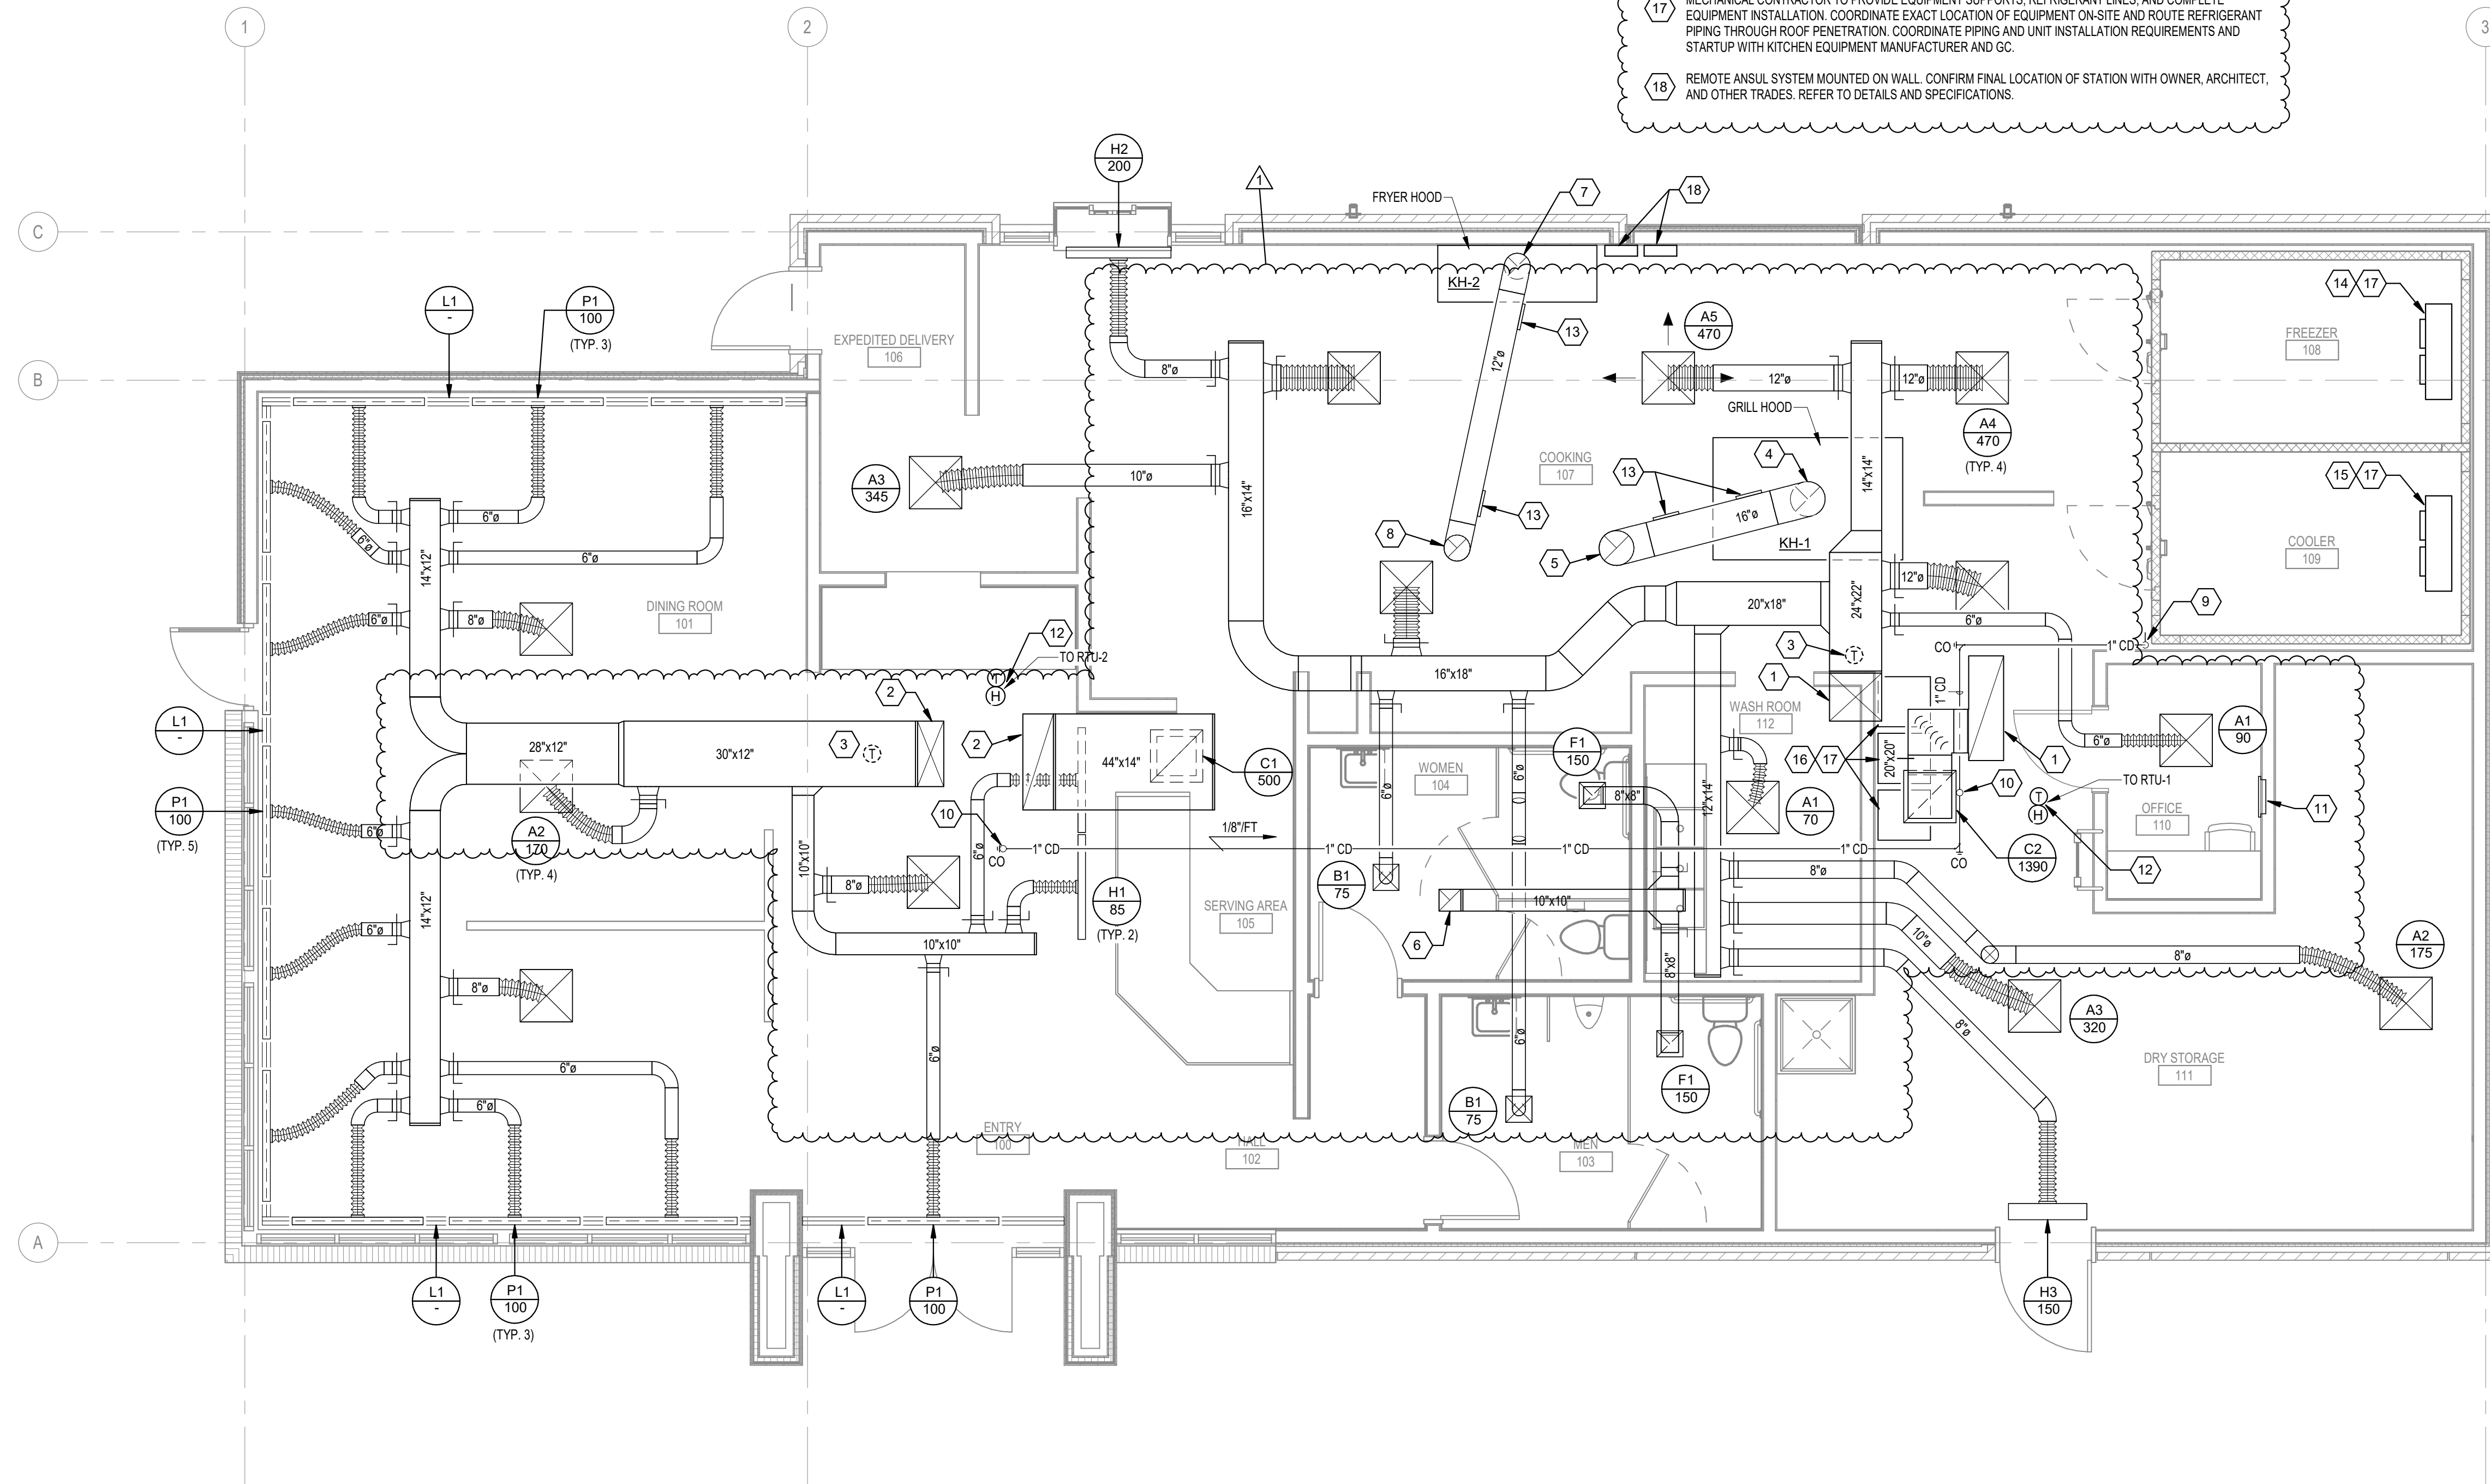 1
2
3
17
MECHANICAL CONTRACTOR TO PROVIDE EQUIPMENT SUPPORTS, REFRIGERANT LINES, AND COMPLETE
EQUIPMENT INSTALLATION. COORDINATE EXACT LOCATION OF EQUIPMENT ON-SITE AND ROUTE REFRIGERANT
PIPING THROUGH ROOF PENETRATION. COORDINATE PIPING AND UNIT INSTALLATION REQUIREMENTS AND
STARTUP WITH KITCHEN EQUIPMENT MANUFACTURER AND GC.
18
REMOTE ANSUL SYSTEM MOUNTED ON WALL. CONFIRM FINAL LOCATION OF STATION WITH OWNER, ARCHITECT,
AND OTHER TRADES. REFER TO DETAILS AND SPECIFICATIONS.
H2
200
1
FRYER HOOD
7
18
C
KH-2
14
17
L1
-
P1
100
(TYP. 3)
13
A5
470
EXPEDITED DELIVERY
106
FREEZER
108
B
8"ø
12"ø
12"ø
12"ø
GRILL HOOD
A4
470
(TYP. 4)
A3
345
10"ø
COOKING
107
13
4
14"x14"
15
17
16"x14"
6"ø
6"ø
6"ø
14"x12"
13
16"ø
KH-1
8
5
COOLER
109
12"ø
24"x22"
20"x18"
9
DINING ROOM
101
6"ø
8"ø
6"ø
12
TO RTU-2
T
H
3
T
CO
1" CD
16"x18"
2
1
1" CD
WASH ROOM
112
L1
-
28"x12"
30"x12"
3
T
2
44"x14"
C1
500
F1
150
WOMEN
104
6"ø
6"ø
8"x8"
12"x14"
A1
70
16
17
20"x20"
1
10
6"ø
A1
90
TO RTU-1
T
H
OFFICE
110
11
P1
100
(TYP. 5)
6"ø
A2
170
(TYP. 4)
10"x10"
10
6"ø
CO
1" CD
1/8"/FT
1" CD
1" CD
1" CD
CO
C2
1390
12
8"ø
B1
75
8"ø
H1
85
(TYP. 2)
SERVING AREA
105
10"x10"
6
14"x12"
6"ø
10"x10"
8"x8"
10"ø
8"ø
A2
175
8"ø
A3
320
8"ø
6"ø
6"ø
DRY STORAGE
111
6"ø
6"ø
F1
150
B1
75
ENTRY
100
HALL
102
MEN
103
A
L1
-
P1
100
(TYP. 3)
L1
-
P1
100
H3
150